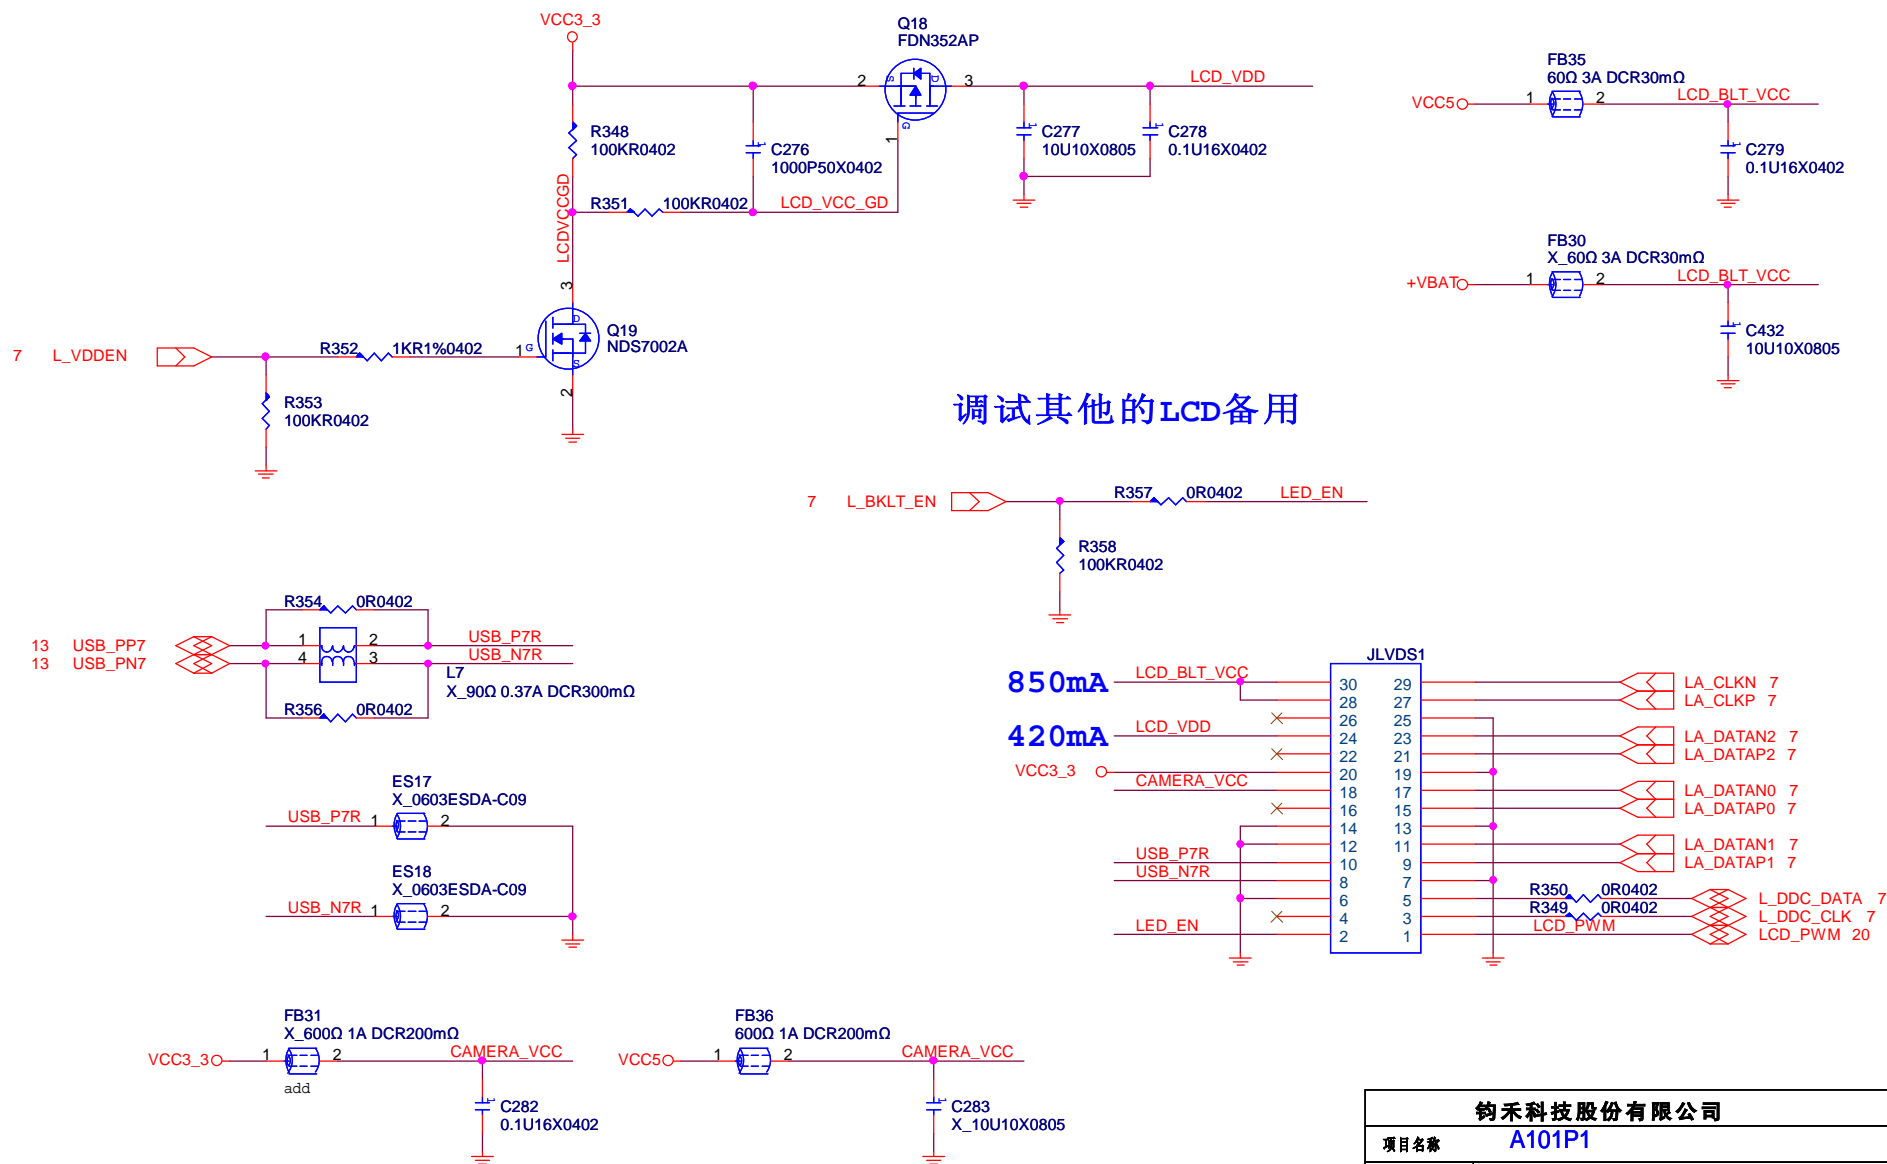 VCC3_3
Q18
FDN352AP
2
S
D
3
G
1
LCD_VDD
R348
100KR0402
C276
1
1000P50X0402
C277
1
10U10X0805
C278
1
0.1U16X0402
LCDVCCGD
R351
100KR0402
LCD_VCC_GD
FB35
60Ω 3A DCR30mΩ
VCC5
1
2
LCD_BLT_VCC
C279
1
0.1U16X0402
FB30
X_60Ω 3A DCR30mΩ
+VBAT
1
2
LCD_BLT_VCC
C432
1
10U10X0805
3
D
Q19
NDS7002A
1
G
S
2
7 L_VDDEN
R352
1KR1%0402
R353
100KR0402
调试其他的LCD备用
7 L_BKLT_EN
R357
0R0402
LED_EN
R358
100KR0402
R354
0R0402
13 USB_PP7
13 USB_PN7
1
2
4
3
USB_P7R
USB_N7R
L7
X_90Ω 0.37A DCR300mΩ
R356
0R0402
ES17
X_0603ESDA-C09
USB_P7R
1
2
ES18
X_0603ESDA-C09
USB_N7R
1
2
JLVDS1
850mA
LCD_BLT_VCC
420mA
LCD_VDD
VCC3_3
CAMERA_VCC
USB_P7R
USB_N7R
LED_EN
30 29
28 27
26 25
24 23
22 21
20 19
18 17
16 15
14 13
12 11
10 9
8 7
6 5
4 3
2 1
LA_CLKN 7
LA_CLKP 7
LA_DATAN2 7
LA_DATAP2 7
LA_DATAN0 7
LA_DATAP0 7
LA_DATAN1 7
LA_DATAP1 7
R350
0R0402
L_DDC_DATA 7
R349
0R0402
L_DDC_CLK 7
LCD_PWM
LCD_PWM 20
FB31
X_600Ω 1A DCR200mΩ
VCC3_3
1
2
CAMERA_VCC
add
C282
1
0.1U16X0402
FB36
600Ω 1A DCR200mΩ
VCC5
1
2
CAMERA_VCC
C283
1
X_10U10X0805
钧禾科技股份有限公司
项目名称 A101P1